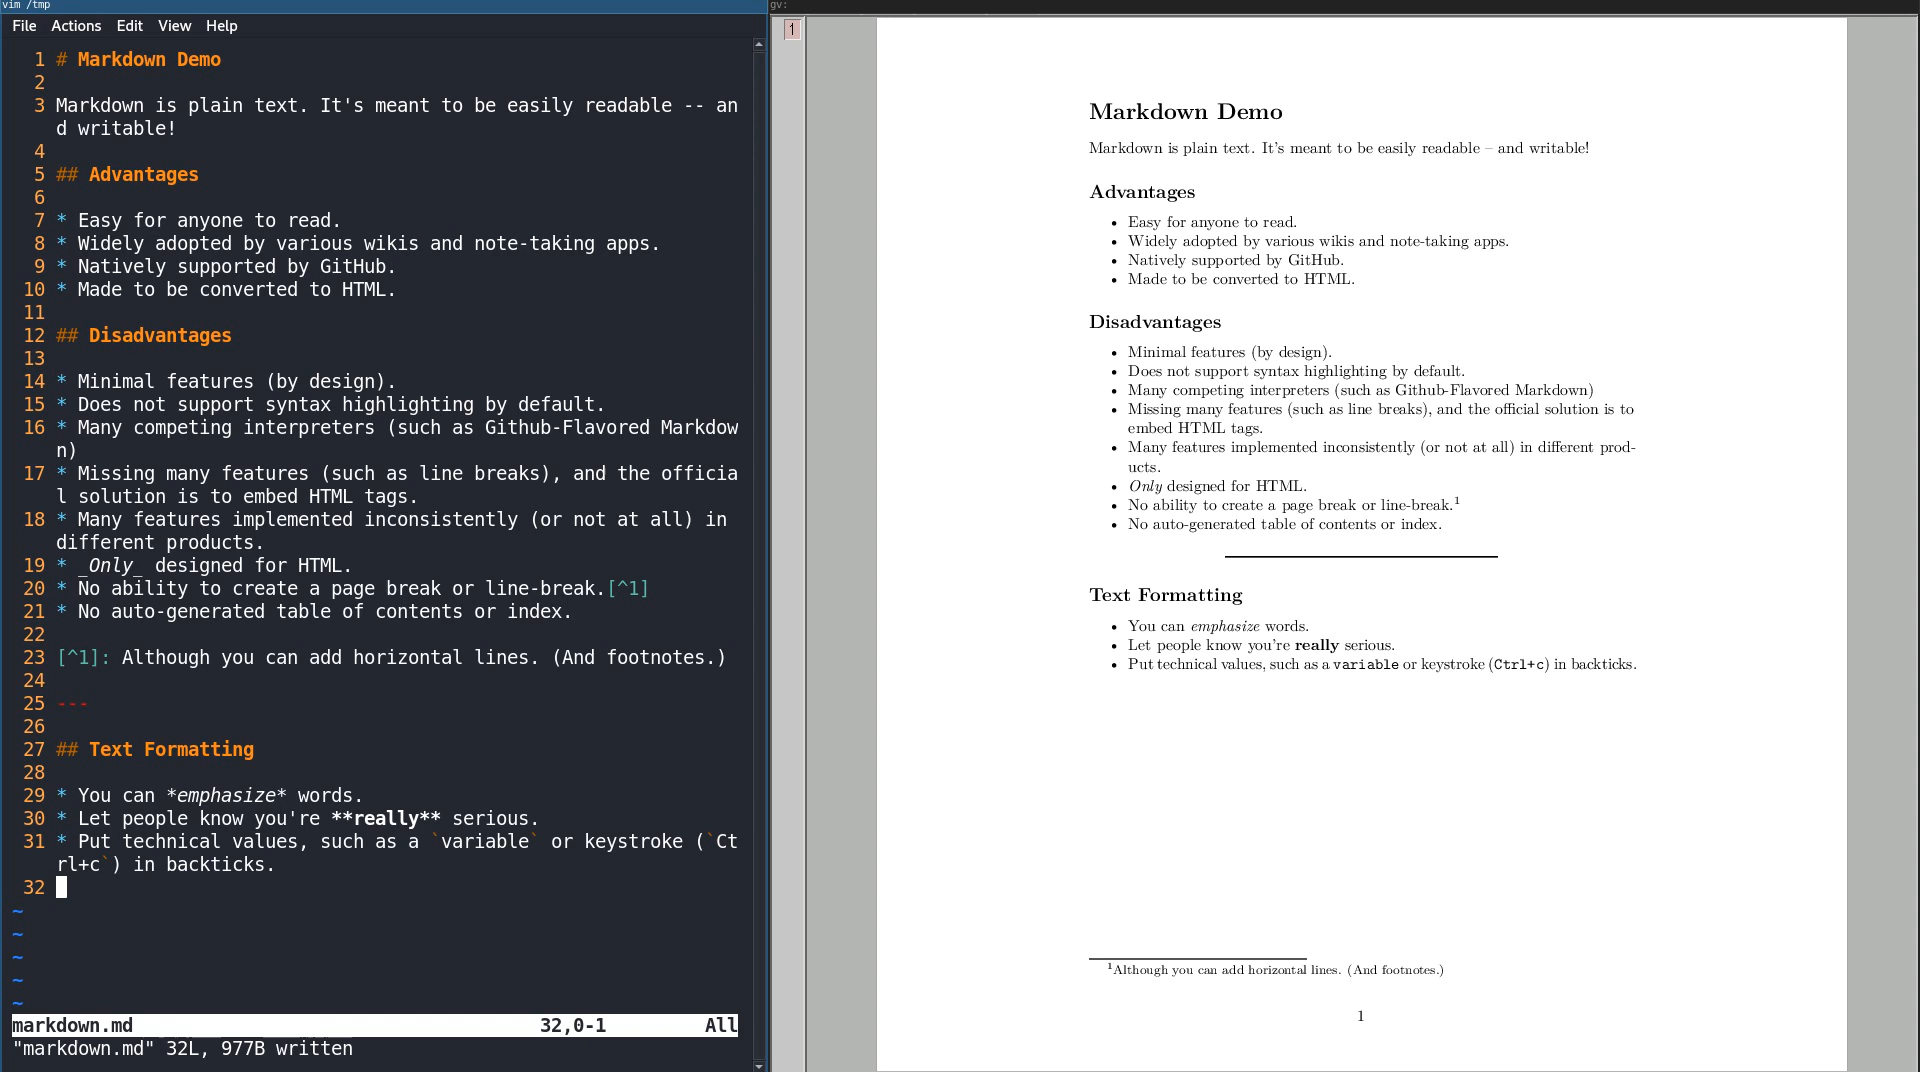 vim /tmp
File Actions Edit View Help
1 # Markdown Demo
2
3 Markdown is plain text. It's meant to be easily readable -- an
d writable!
4
5 ## Advantages
6
7 * Easy for anyone to read.
8 * Widely adopted by various wikis and note-taking apps.
9 * Natively supported by GitHub.
10 * Made to be converted to HTML.
11
12 ## Disadvantages
13
14 * Minimal features (by design).
15 * Does not support syntax highlighting by default.
16 * Many competing interpreters (such as Github-Flavored Markdow
n)
17 * Missing many features (such as line breaks), and the officia
l solution is to embed HTML tags.
18 * Many features implemented inconsistently (or not at all) in
different products.
19 * _Only_ designed for HTML.
20 * No ability to create a page break or line-break.[^1]
21 * No auto-generated table of contents or index.
22
23 [^1]: Although you can add horizontal lines. (And footnotes.)
24
25 ---
26
27 ## Text Formatting
28
29 * You can *emphasize* words.
30 * Let people know you're **really** serious.
31 * Put technical values, such as a `variable` or keystroke (`Ct
rl+c`) in backticks.
32
~
~
~
~
~
markdown.md 32,0-1 All
"markdown.md" 32L, 977B written
gv:
1
Markdown Demo
Markdown is plain text. It's meant to be easily readable – and writable!
Advantages
• Easy for anyone to read.
• Widely adopted by various wikis and note-taking apps.
• Natively supported by GitHub.
• Made to be converted to HTML.
Disadvantages
• Minimal features (by design).
• Does not support syntax highlighting by default.
• Many competing interpreters (such as Github-Flavored Markdown)
• Missing many features (such as line breaks), and the official solution is to
embed HTML tags.
• Many features implemented inconsistently (or not at all) in different prod-
ucts.
• Only designed for HTML.
• No ability to create a page break or line-break.1
• No auto-generated table of contents or index.
Text Formatting
• You can emphasize words.
• Let people know you're really serious.
• Put technical values, such as a variable or keystroke (Ctrl+c) in backticks.
1Although you can add horizontal lines. (And footnotes.)
1